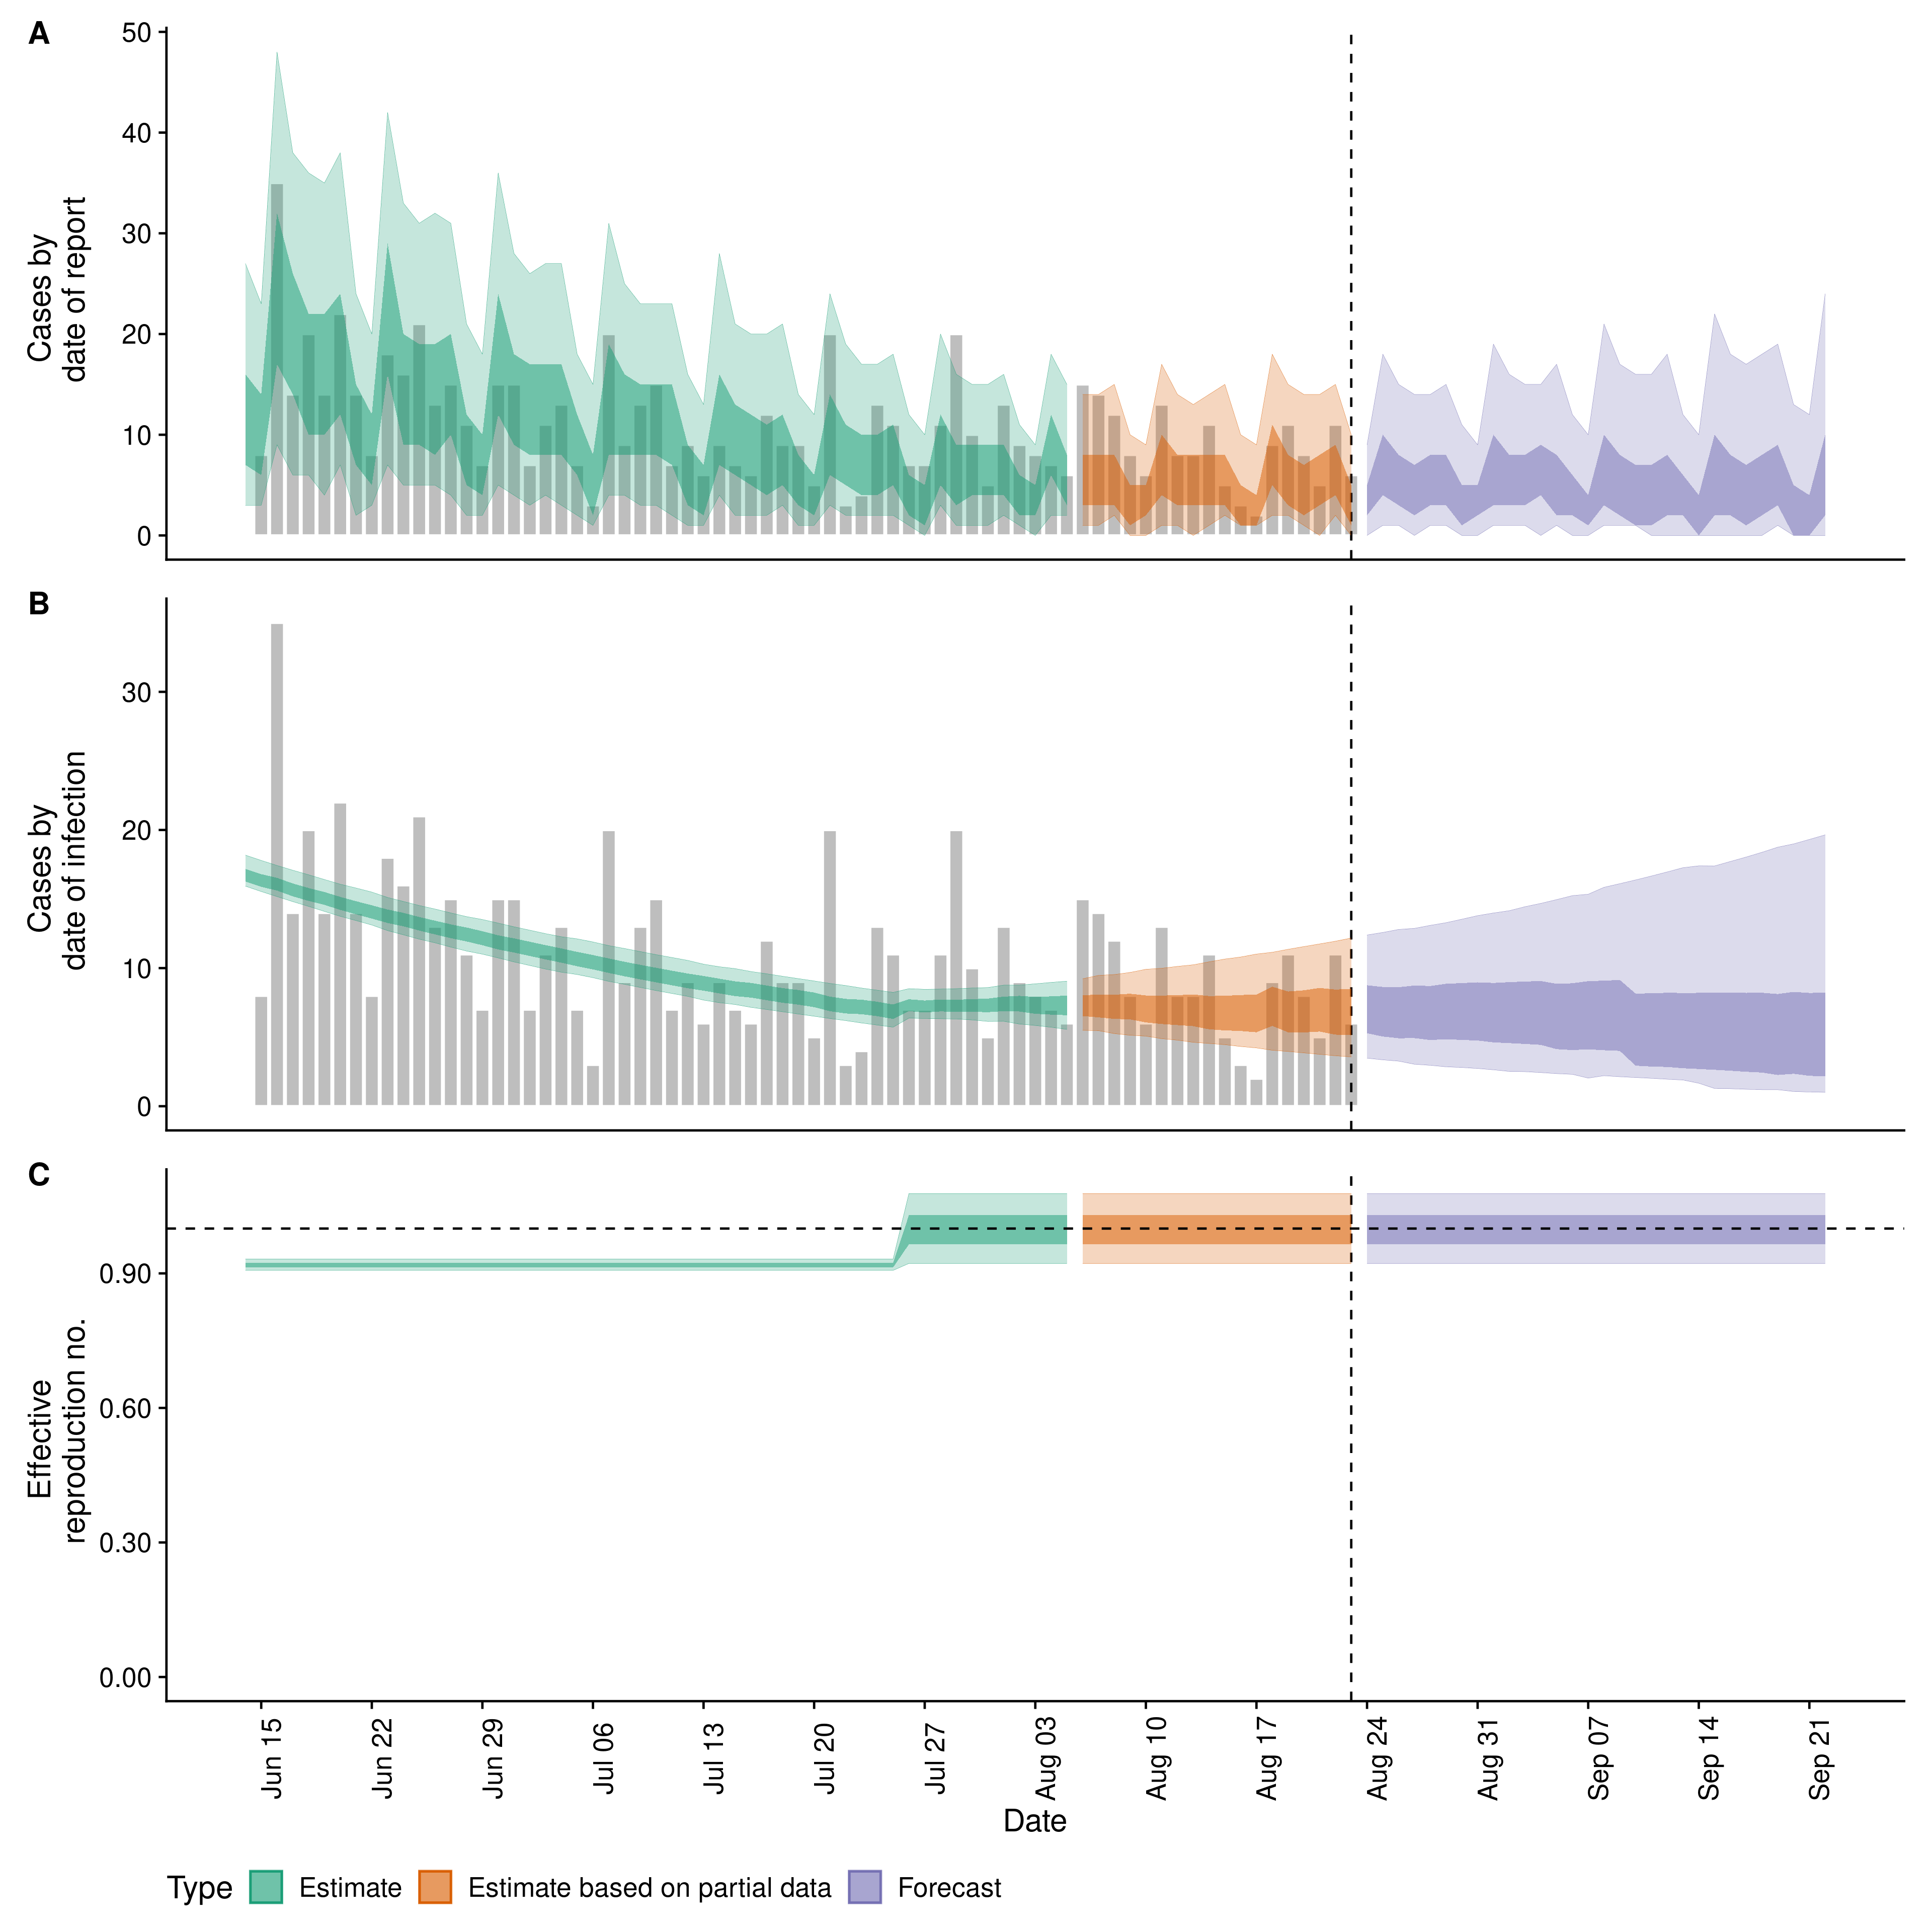 A
50
40
30
20
10
0
Cases by
date of report
B
30
20
10
0
Cases by
date of infection
C
0.90
0.60
0.30
0.00
Effective
reproduction no.
Jun 15
Jun 22
Jun 29
Jul 06
Jul 13
Jul 20
Jul 27
Aug 03
Aug 10
Aug 17
Aug 24
Aug 31
Sep 07
Sep 14
Sep 21
Date
Type Estimate Estimate based on partial data Forecast